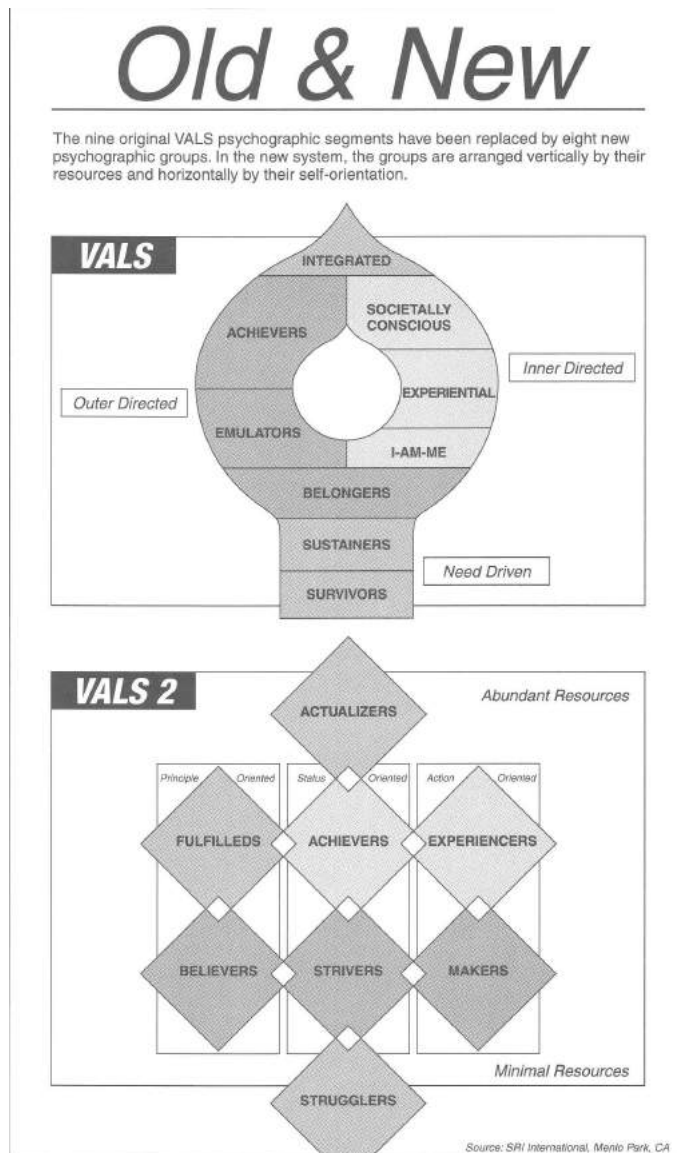 Old & New
The nine original VALS psychographic segments have been replaced by eight new
psychographic groups. In the new system, the groups are arranged vertically by their
resources and horizontally by their self-orientation.
VALS
INTEGRATED
ACHIEVERS
SOCIETALLY
CONSCIOUS
Inner Directed
Outer Directed
EXPERIENTIAL
EMULATORS
I-AM-ME
BELONGERS
SUSTAINERS
Need Driven
SURVIVORS
VALS 2
Abundant Resources
ACTUALIZERS
Principle Oriented
Status Oriented
Action Oriented
FULFILLEDS
ACHIEVERS
EXPERIENCERS
BELIEVERS
STRIVERS
MAKERS
Minimal Resources
STRUGGLERS
Source: SRI International, Menlo Park, CA